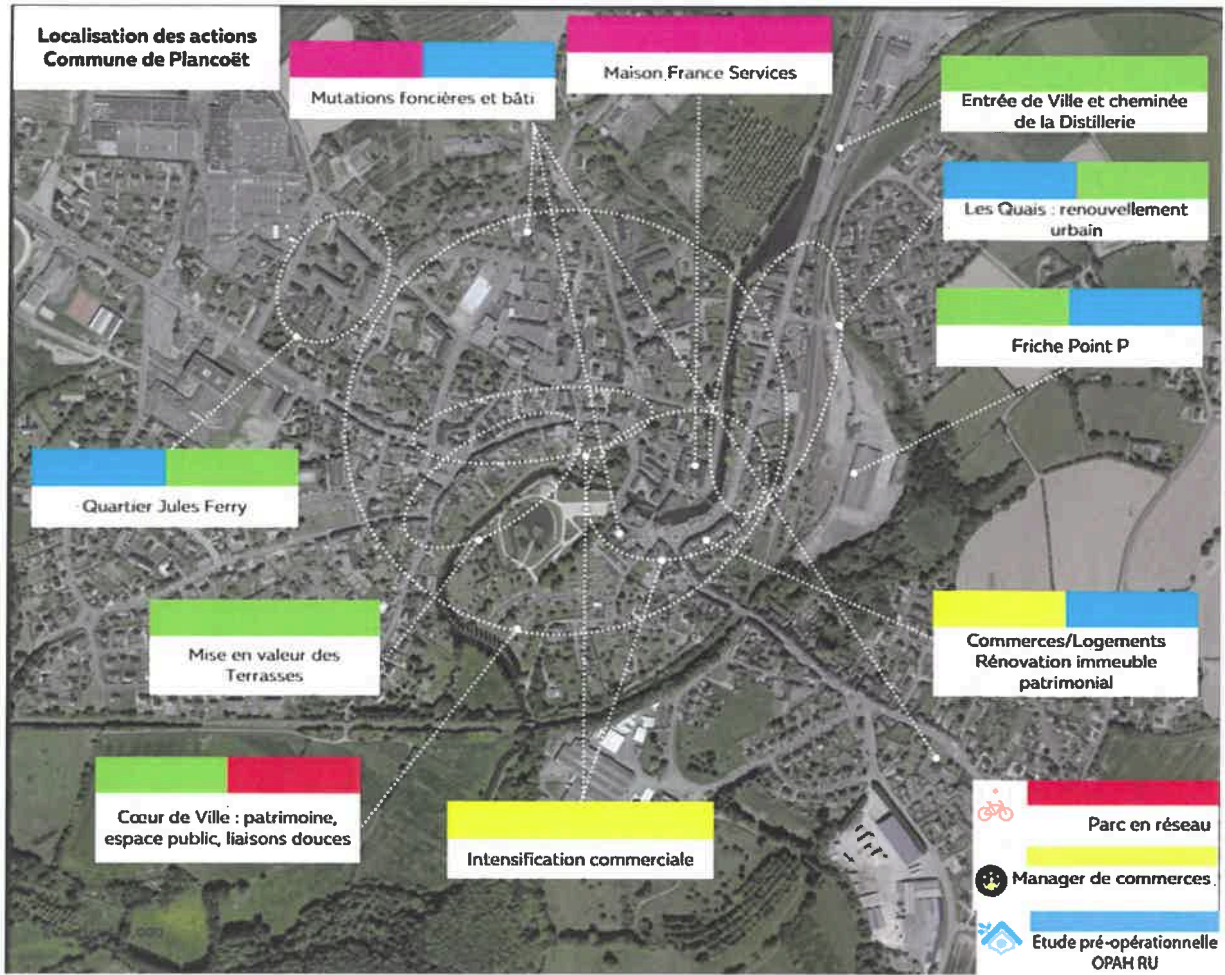 Localisation des actions
Commune de Plancoët
Mutations foncières et bâti
Maison France Services
Entrée de Ville et cheminée
de la Distillerie
Les Quais : renouvellement
urbain
Friche Point P
Quartier Jules Ferry
Mise en valeur des
Terrasses
Commerces/Logements
Rénovation immeuble
patrimonial
Cœur de Ville : patrimoine,
espace public, liaisons douces
Intensification commerciale
Parc en réseau
Manager de commerces
Etude pré-opérationnelle
OPAH RU